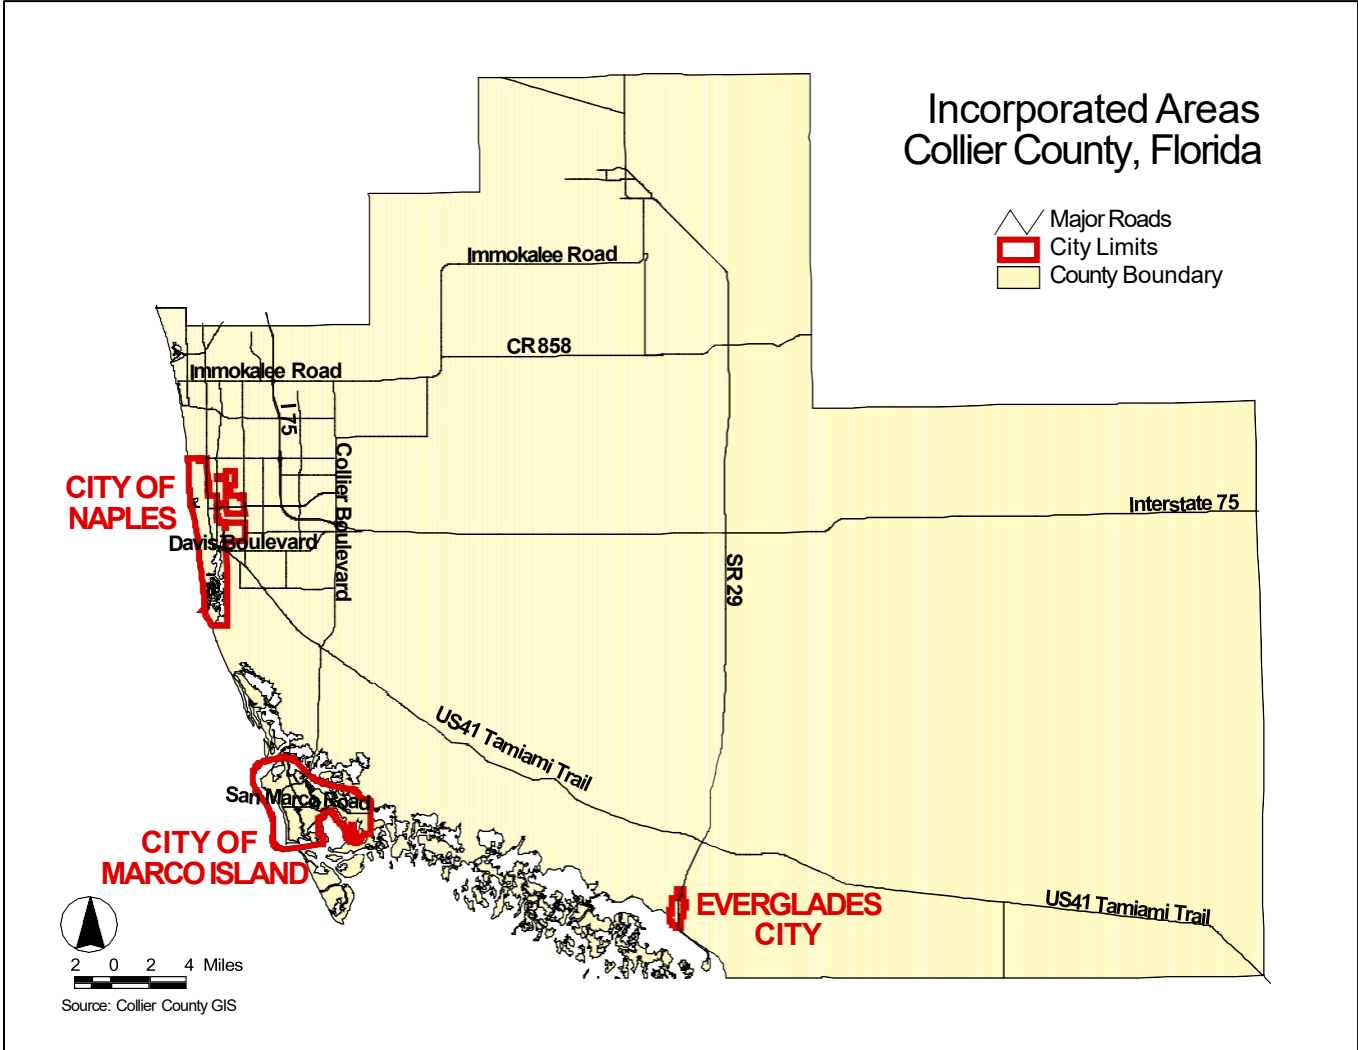 Incorporated Areas
Collier County, Florida
Major Roads
City Limits
County Boundary
Immokalee Road
CR 858
Immokalee Road
I 75
Collier Boulevard
CITY OF
NAPLES
Interstate 75
Davis Boulevard
SR 29
US41 Tamiami Trail
San Marco Road
CITY OF
MARCO ISLAND
EVERGLADES
CITY
US41 Tamiami Trail
2 0 2 4 Miles
Source: Collier County GIS